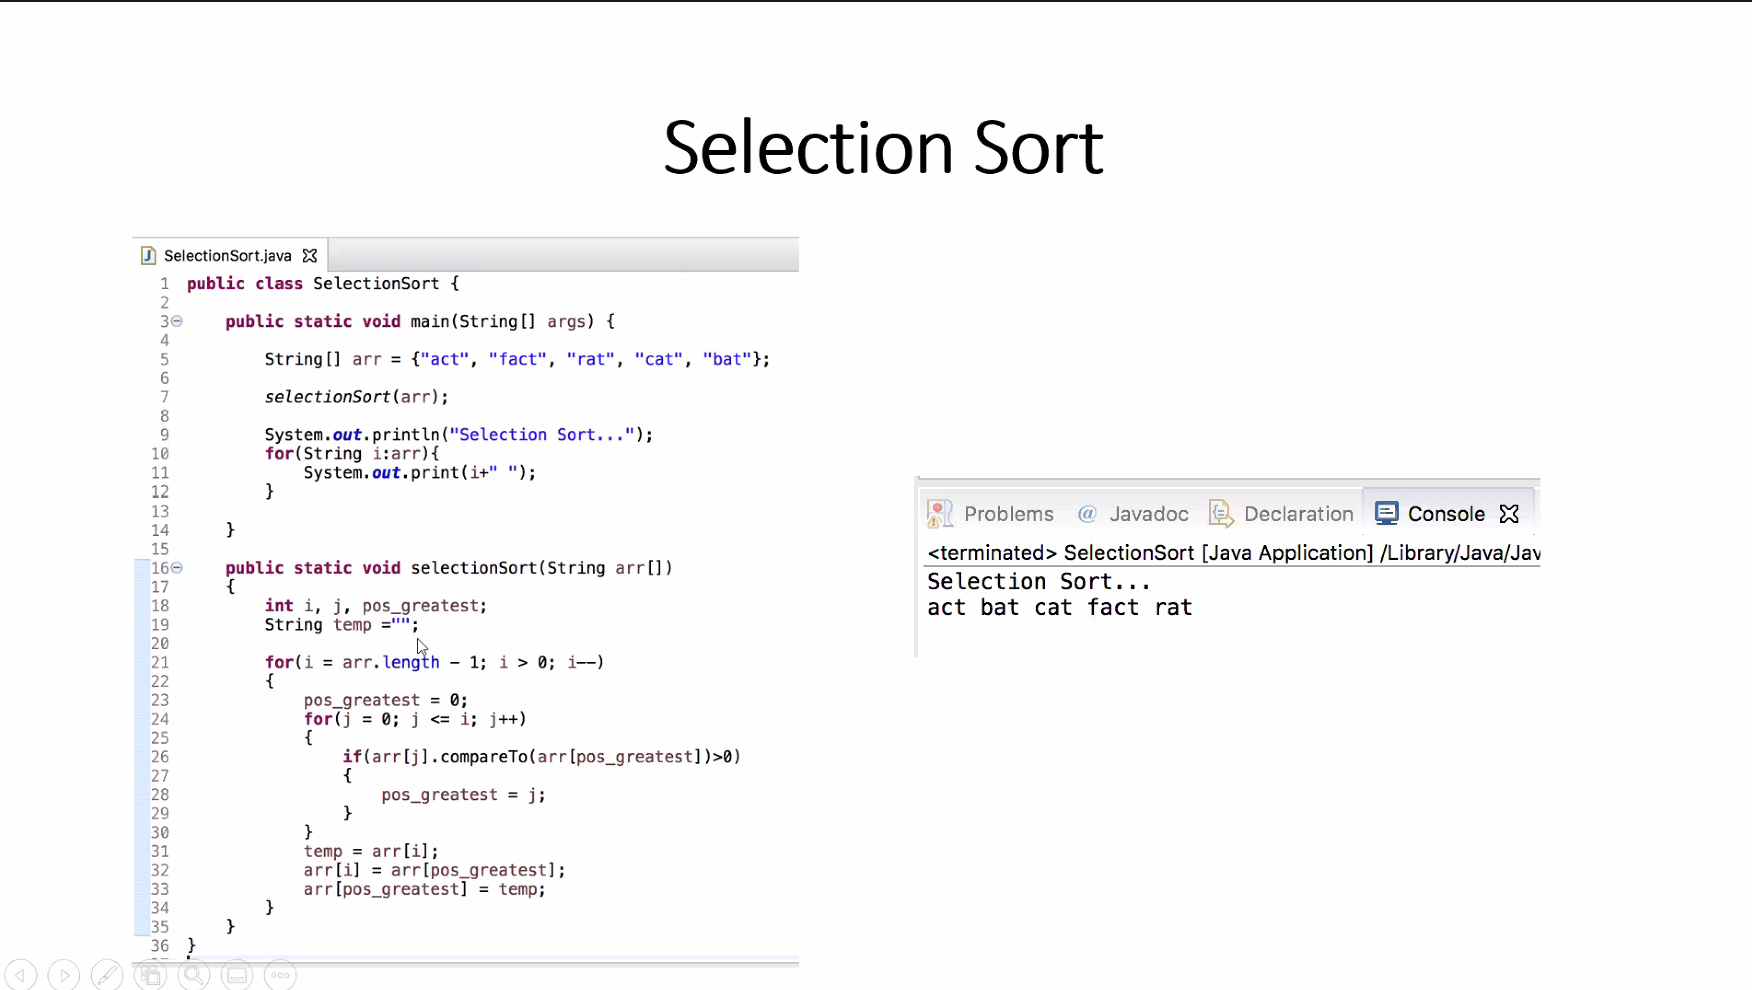 Selection Sort
SelectionSort.java
1 public class SelectionSort {
2
3 public static void main(String[] args) {
4
5 String[] arr = {"act", "fact", "rat", "cat", "bat"};
6
7 selectionSort(arr);
8
9 System.out.println("Selection Sort...");
10 for(String i:arr){
11 System.out.print(i+" ");
12 }
13
14 }
15
16 public static void selectionSort(String arr[])
17 {
18 int i, j, pos_greatest;
19 String temp ="";
20
21 for(i = arr.length - 1; i > 0; i--)
22 {
23 pos_greatest = 0;
24 for(j = 0; j <= i; j++)
25 {
26 if(arr[j].compareTo(arr[pos_greatest])>0)
27 {
28 pos_greatest = j;
29 }
30 }
31 temp = arr[i];
32 arr[i] = arr[pos_greatest];
33 arr[pos_greatest] = temp;
34 }
35 }
36 }
Problems @ Javadoc Declaration Console
<terminated> SelectionSort [Java Application] /Library/Java/Jav
Selection Sort...
act bat cat fact rat